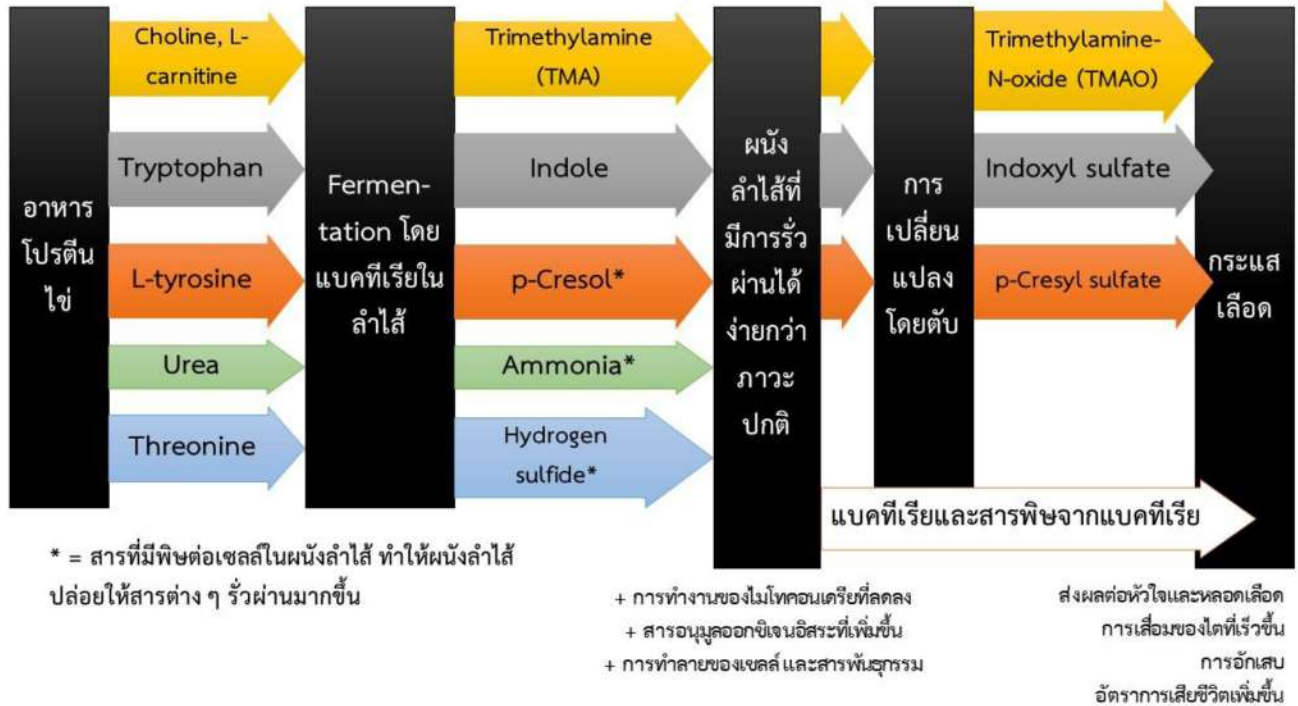 อาหาร
โปรตีน
ไข่
Choline, L-
carnitine
Tryptophan
L-tyrosine
Urea
Threonine
Fermen-
tation โดย
แบคทีเรียใน
ลำไส้
Trimethylamine
(TMA)
Indole
p-Cresol*
Ammonia*
Hydrogen
sulfide*
ผนัง
ลำไส้ที่
มีการรั่ว
ผ่านได้
ง่ายกว่า
ภาวะ
ปกติ
การ
เปลี่ยน
แปลง
โดยตับ
Trimethylamine-
N-oxide (TMAO)
Indoxyl sulfate
p-Cresyl sulfate
กระแส
เลือด
แบคทีเรียและสารพิษจากแบคทีเรีย
* = สารที่มีพิษต่อเซลล์ในผนังลำไส้ ทำให้ผนังลำไส้
ปล่อยให้สารต่าง ๆ รั่วผ่านมากขึ้น
+ การทำงานของไมโทคอนเดรียที่ลดลง
+ สารอนุมูลออกซิเจนอิสระที่เพิ่มขึ้น
+ การทำลายของเซลล์ และสารพันธุกรรม
ส่งผลต่อหัวใจและหลอดเลือด
การเสื่อมของไตที่เร็วขึ้น
การอักเสบ
อัตราการเสียชีวิตเพิ่มขึ้น